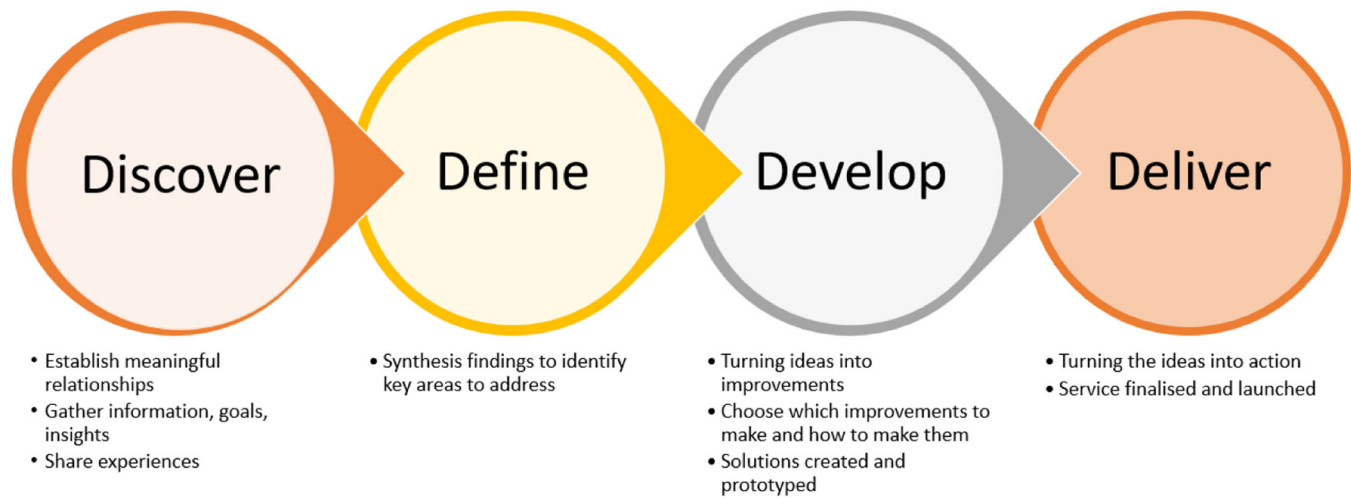 Discover
Define
Develop
Deliver
• Establish meaningful
relationships
• Gather information, goals,
insights
• Share experiences
• Synthesis findings to identify
key areas to address
• Turning ideas into
improvements
• Choose which improvements to
make and how to make them
• Solutions created and
prototyped
• Turning the ideas into action
• Service finalised and launched